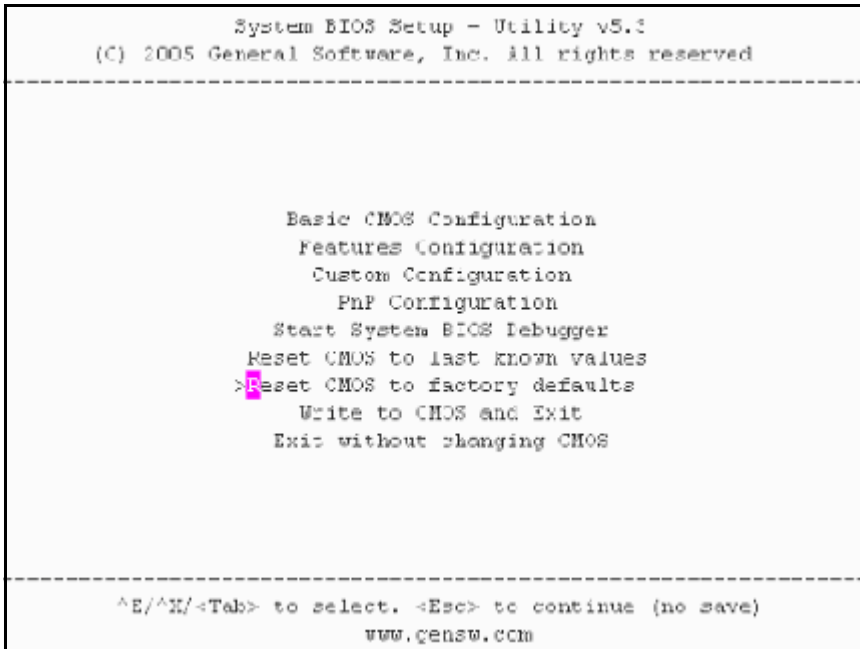 System BIOS Setup - Utility v5.3
(C) 2005 General Software, Inc. All rights reserved
Basic CMOS Configuration
Features Configuration
Custom Configuration
PnP Configuration
Start System BIOS Debugger
Reset CMOS to last known values
>Reset CMOS to factory defaults
Write to CMOS and Exit
Exit without changing CMOS
^E/^X/<Tab> to select. <Esc> to continue (no save)
www.gensw.com